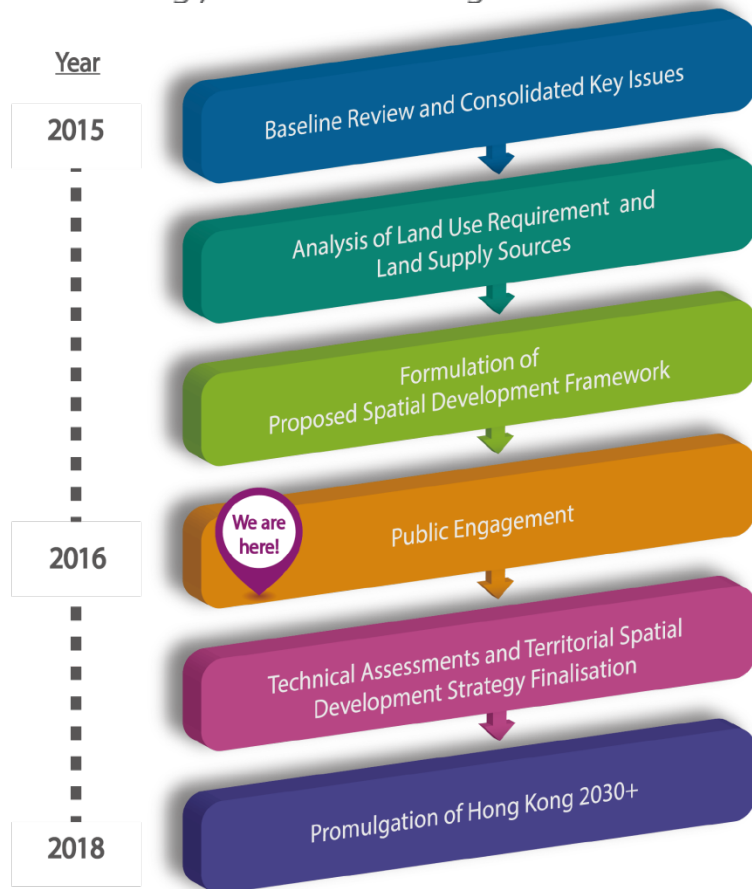 Year
2015
Baseline Review and Consolidated Key Issues
Analysis of Land Use Requirement and
Land Supply Sources
Formulation of
Proposed Spatial Development Framework
We are
here!
Public Engagement
2016
Technical Assessments and Territorial Spatial
Development Strategy Finalisation
Promulgation of Hong Kong 2030+
2018